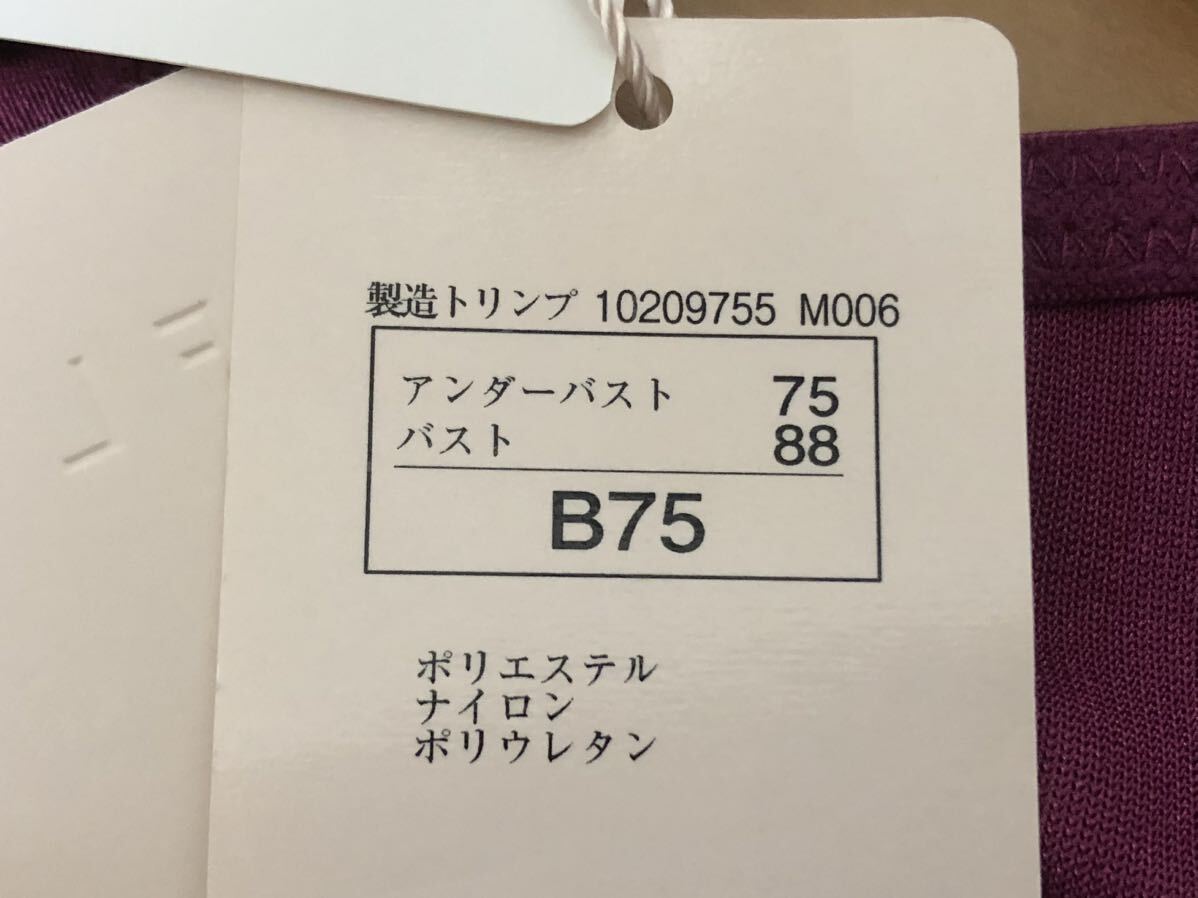 製造トリンプ 10209755 M006
アンダーバスト 75
バスト 88
B75
ポリエステル
ナイロン
ポリウレタン